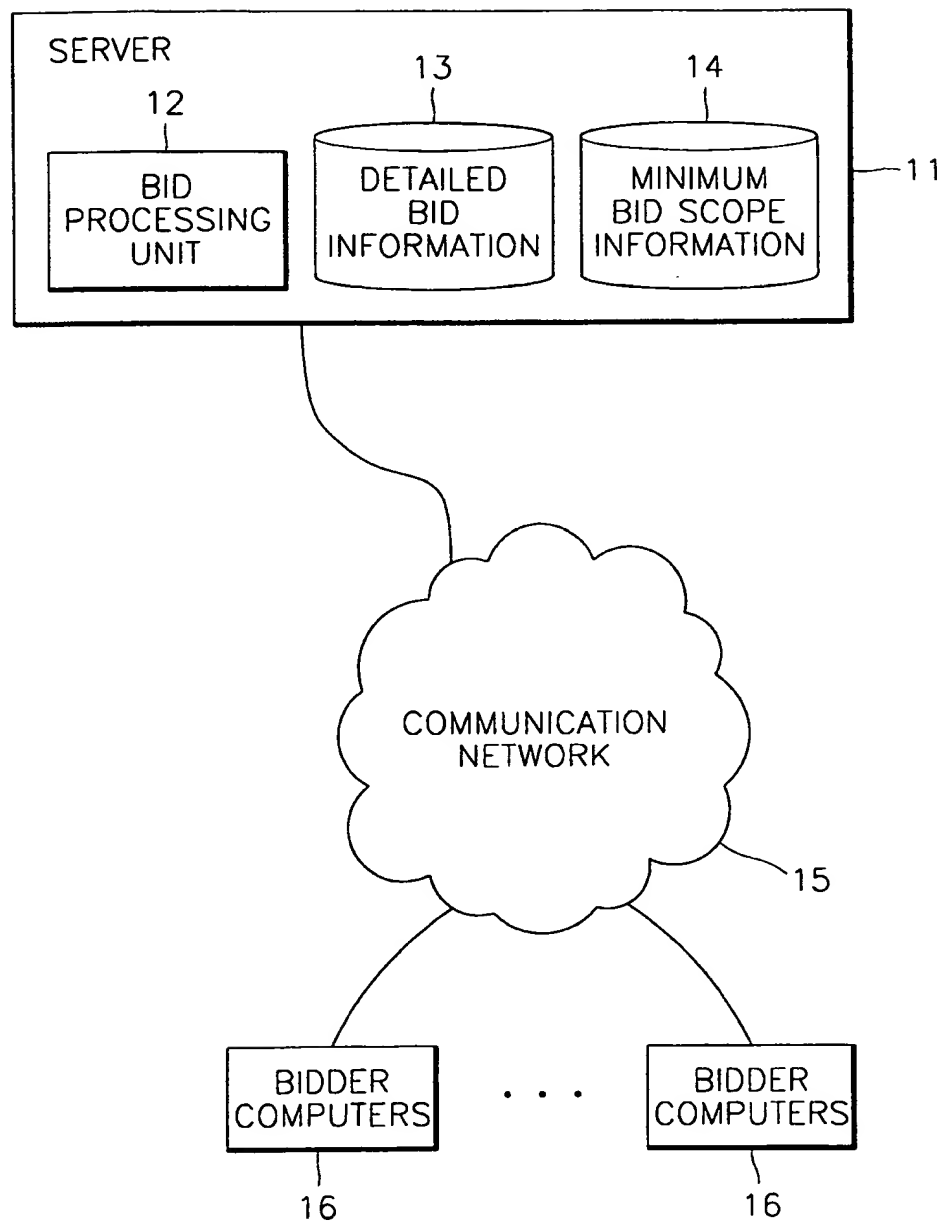 SERVER
12
13
14
BID
PROCESSING
UNIT
DETAILED
BID
INFORMATION
MINIMUM
BID SCOPE
INFORMATION
11
COMMUNICATION
NETWORK
15
BIDDER
COMPUTERS
. . .
BIDDER
COMPUTERS
16
16